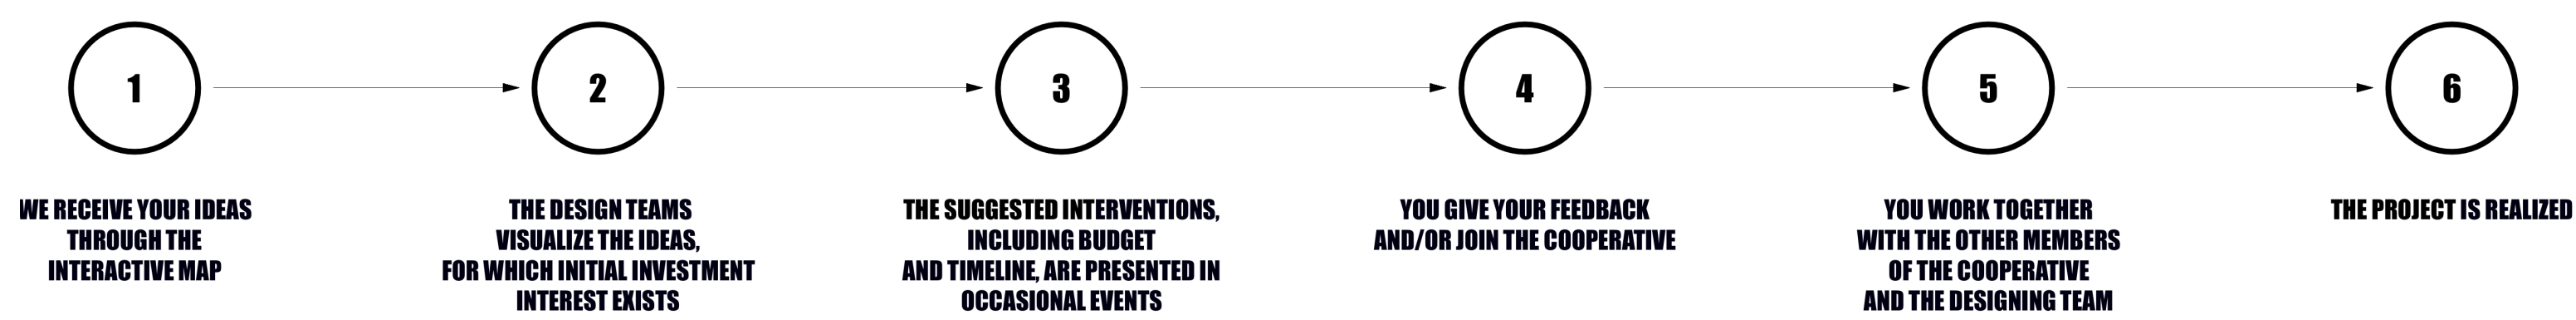 1
WE RECEIVE YOUR IDEAS
THROUGH THE
INTERACTIVE MAP
2
THE DESIGN TEAMS
VISUALIZE THE IDEAS,
FOR WHICH INITIAL INVESTMENT
INTEREST EXISTS
3
THE SUGGESTED INTERVENTIONS,
INCLUDING BUDGET
AND TIMELINE, ARE PRESENTED IN
OCCASIONAL EVENTS
4
YOU GIVE YOUR FEEDBACK
AND/OR JOIN THE COOPERATIVE
5
YOU WORK TOGETHER
WITH THE OTHER MEMBERS
OF THE COOPERATIVE
AND THE DESIGNING TEAM
6
THE PROJECT IS REALIZED